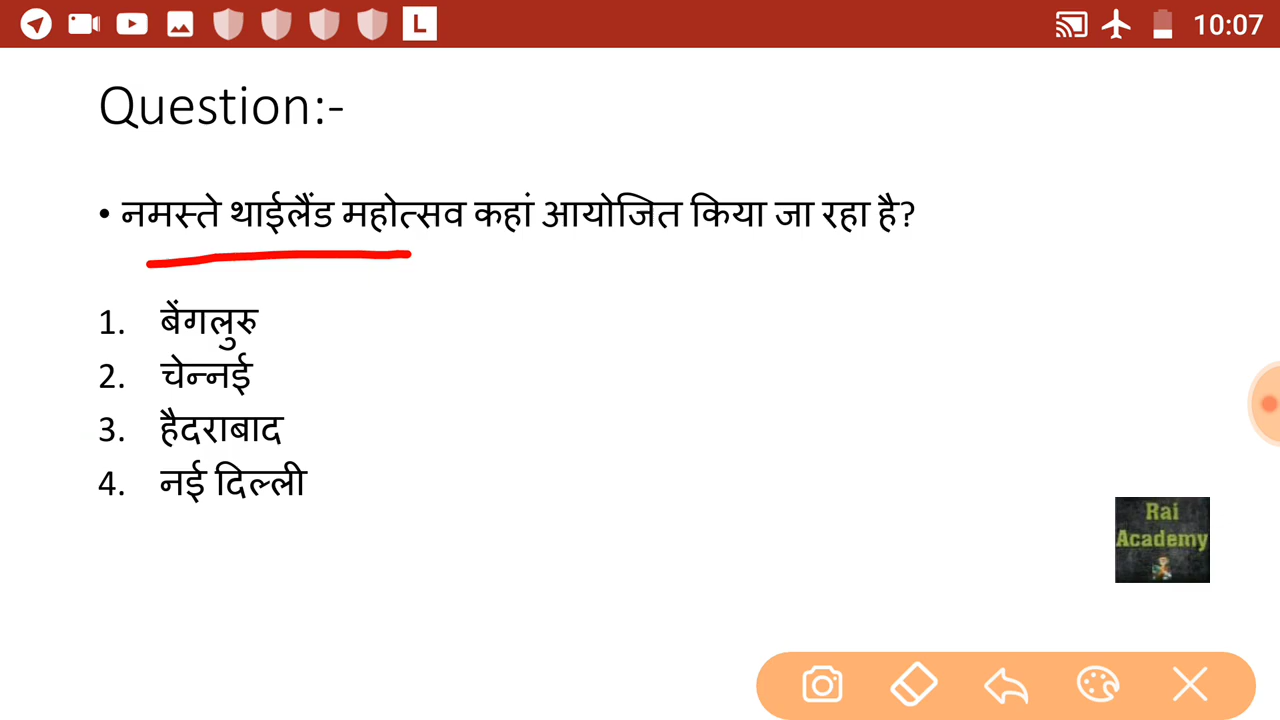 L 10:07
Question:-
• नमस्ते थाईलैंड महोत्सव कहां आयोजित किया जा रहा है?
1. बेंगलुरु
2. चेन्नई
3. हैदराबाद
4. नई दिल्ली
Rai
Academy